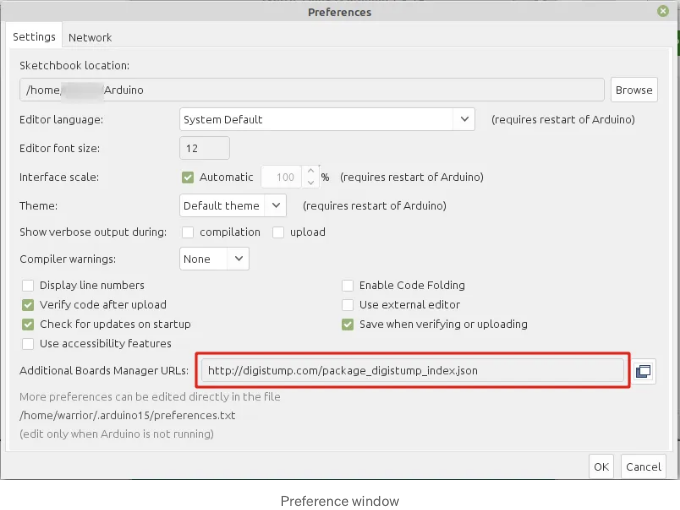 Preferences
Settings Network
Sketchbook location:
/home/ Arduino Browse
Editor language: System Default (requires restart of Arduino)
Editor font size: 12
Interface scale: Automatic 100 % (requires restart of Arduino)
Theme: Default theme (requires restart of Arduino)
Show verbose output during: compilation upload
Compiler warnings: None
Display line numbers Enable Code Folding
Verify code after upload Use external editor
Check for updates on startup Save when verifying or uploading
Use accessibility features
Additional Boards Manager URLs: http://digistump.com/package_digistump_index.json
More preferences can be edited directly in the file
/home/warrior/.arduino15/preferences.txt
(edit only when Arduino is not running)
OK Cancel
Preference window